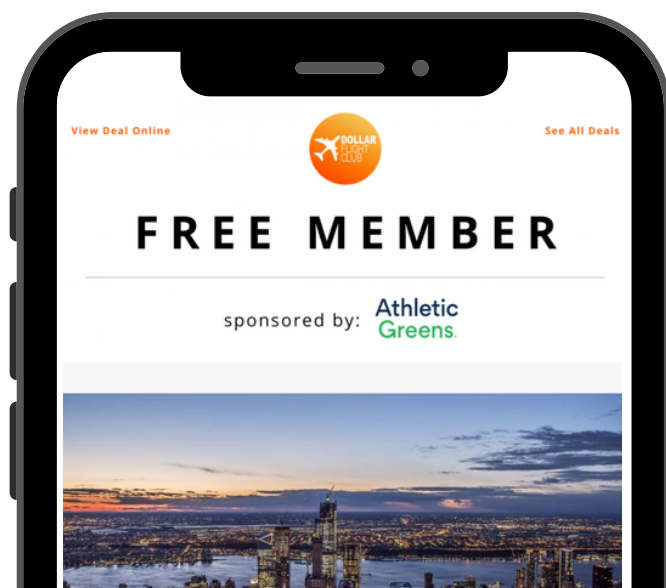 View Deal Online
DOLLAR
FLIGHT
CLUB
See All Deals
FREE MEMBER
sponsored by:
Athletic
Greens.